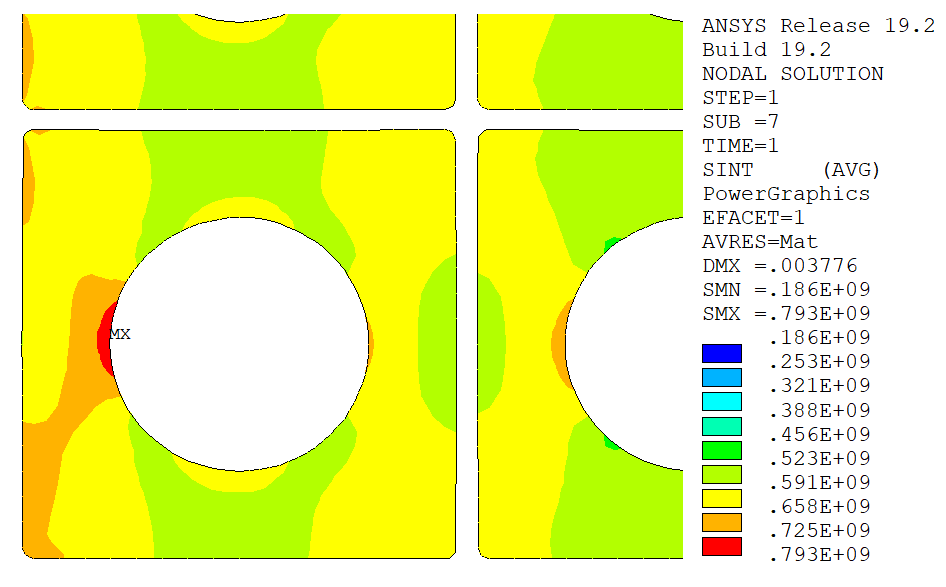 ANSYS Release 19.2
Build 19.2
NODAL SOLUTION
STEP=1
SUB =7
TIME=1
SINT (AVG)
PowerGraphics
EFACET=1
AVRES=Mat
DMX =.003776
SMN =.186E+09
SMX =.793E+09
MX
.186E+09
.253E+09
.321E+09
.388E+09
.456E+09
.523E+09
.591E+09
.658E+09
.725E+09
.793E+09